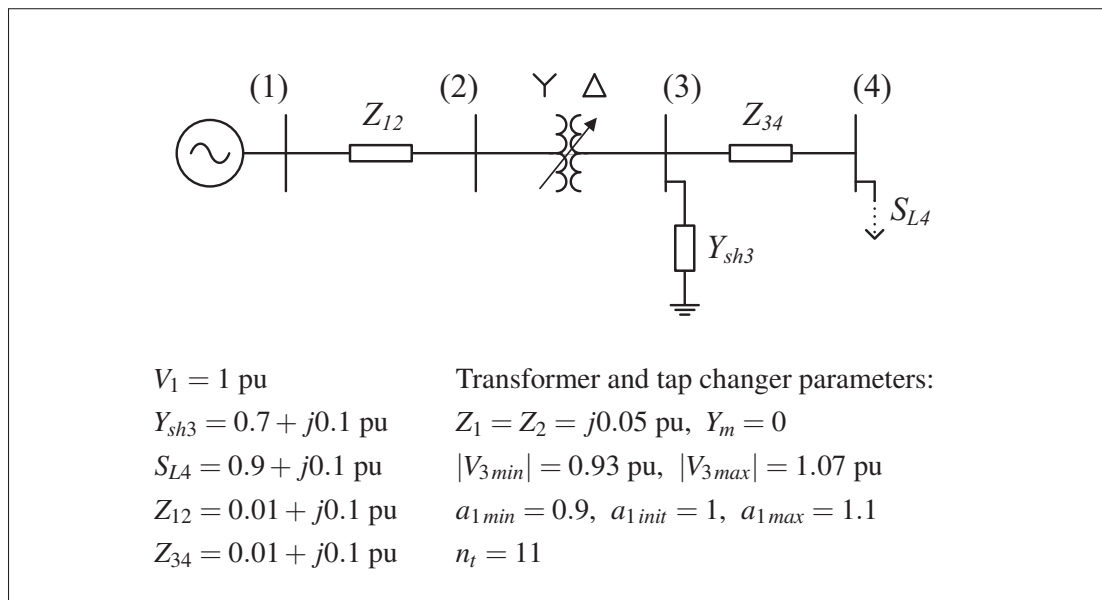 (1) (2) Y Δ (3) (4)
Z12 Z34
SL4
Ysh3
V1 = 1 pu Transformer and tap changer parameters:
Ysh3 = 0.7 + j0.1 pu Z1 = Z2 = j0.05 pu, Ym = 0
SL4 = 0.9 + j0.1 pu |V3min| = 0.93 pu, |V3max| = 1.07 pu
Z12 = 0.01 + j0.1 pu a1min = 0.9, a1init = 1, a1max = 1.1
Z34 = 0.01 + j0.1 pu nt = 11